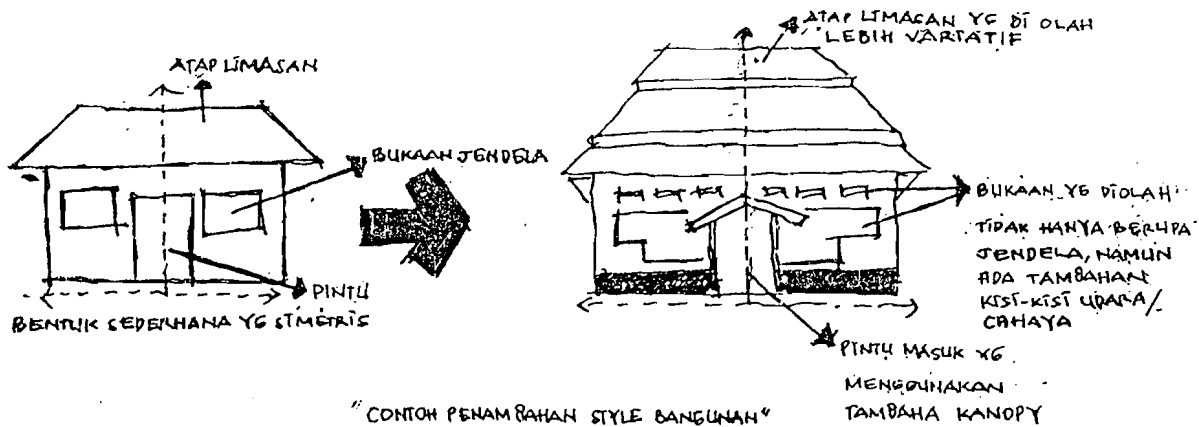 ATAP LIMASAN
BUKAAN JENDELA
PINTU
BENTUK SEDERHANA YG SIMETRIS
ATAP LIMASAN YG DI OLAH
LEBIH VARIATIF
BUKAAN YG DIOLAH
TIDAK HANYA BERUPA
JENDELA, NAMUN
ADA TAMBAHAN
KISI-KISI UDARA/
CAHAYA
PINTU MASUK YG
MENGGUNAKAN
TAMBAHA KANOPY
"CONTOH PENAMBAHAN STYLE BANGUNAN"